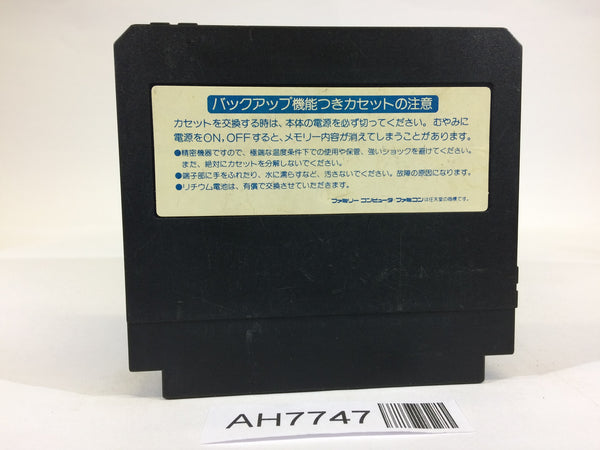 バックアップ機能つきカセットの注意
カセットを交換する時は、本体の電源を必ず切ってください。むやみに
電源をON,OFFすると、メモリー内容が消えてしまうことがあります。
●精密機器ですので、極端な温度条件下での使用や保管、強いショックを避けてください。
また、絶対にカセットを分解しないでください。
●端子部に手をふれたり、水に濡らすなど、汚さないでください。故障の原因になります。
●リチウム電池は、有償で交換させていただきます。
ファミリーコンピュータ・ファミコンは任天堂の商標です。
AH7747